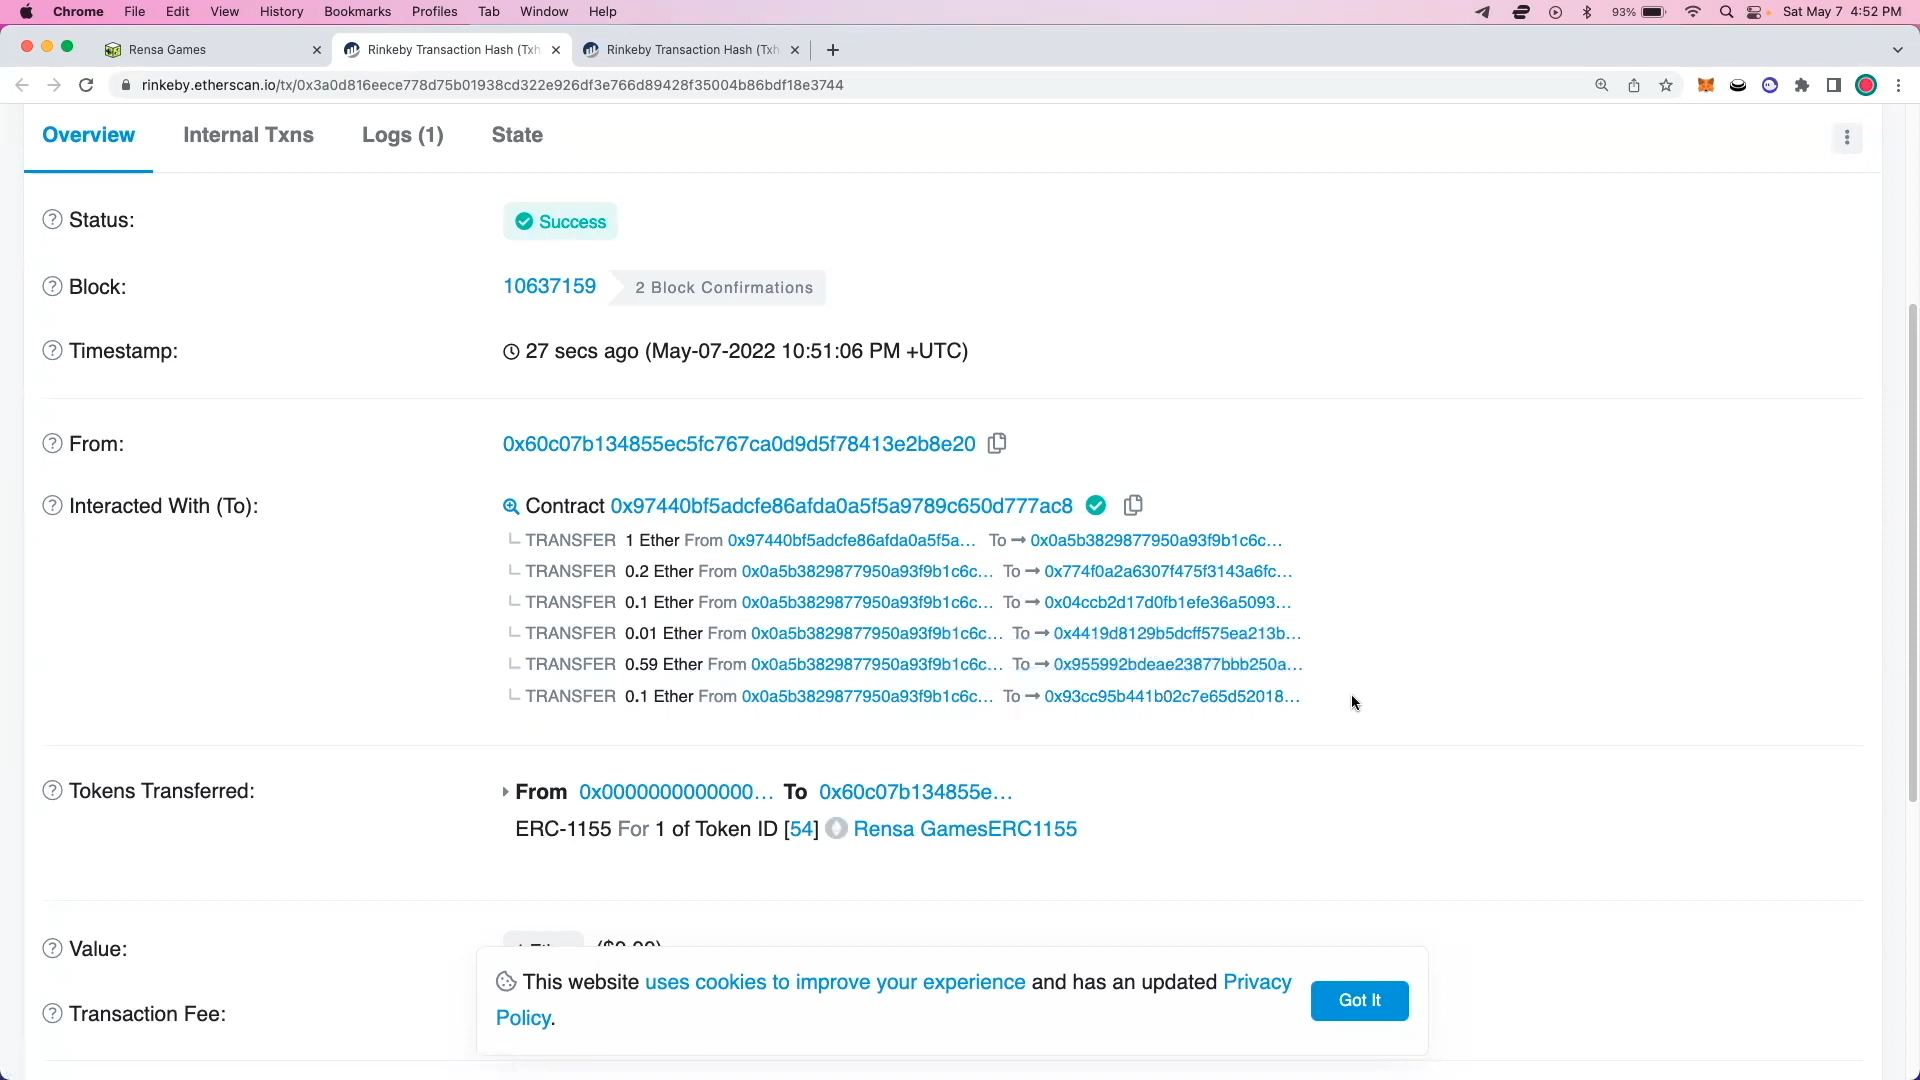 Chrome File Edit View History Bookmarks Profiles Tab Window Help 93% Sat May 7 4:52 PM
Rensa Games Rinkeby Transaction Hash (Txh Rinkeby Transaction Hash (Txh
rinkeby.etherscan.io/tx/0x3a0d816eece778d75b01938cd322e926df3e766d89428f35004b86bdf18e3744
Overview Internal Txns Logs (1) State
Status: Success
Block: 10637159 2 Block Confirmations
Timestamp: 27 secs ago (May-07-2022 10:51:06 PM +UTC)
From: 0x60c07b134855ec5fc767ca0d9d5f78413e2b8e20
Interacted With (To): Contract 0x97440bf5adcfe86afda0a5f5a9789c650d777ac8
TRANSFER 1 Ether From 0x97440bf5adcfe86afda0a5f5a... To → 0x0a5b3829877950a93f9b1c6c...
TRANSFER 0.2 Ether From 0x0a5b3829877950a93f9b1c6c... To → 0x774f0a2a6307f475f3143a6fc...
TRANSFER 0.1 Ether From 0x0a5b3829877950a93f9b1c6c... To → 0x04ccb2d17d0fb1efe36a5093...
TRANSFER 0.01 Ether From 0x0a5b3829877950a93f9b1c6c... To → 0x4419d8129b5dcff575ea213b...
TRANSFER 0.59 Ether From 0x0a5b3829877950a93f9b1c6c... To → 0x955992bdeae23877bbb250a...
TRANSFER 0.1 Ether From 0x0a5b3829877950a93f9b1c6c... To → 0x93cc95b441b02c7e65d52018...
Tokens Transferred: From 0x0000000000000... To 0x60c07b134855e...
ERC-1155 For 1 of Token ID [54] Rensa GamesERC1155
Value: ($0.00)
This website uses cookies to improve your experience and has an updated Privacy
Policy.
Got It
Transaction Fee: